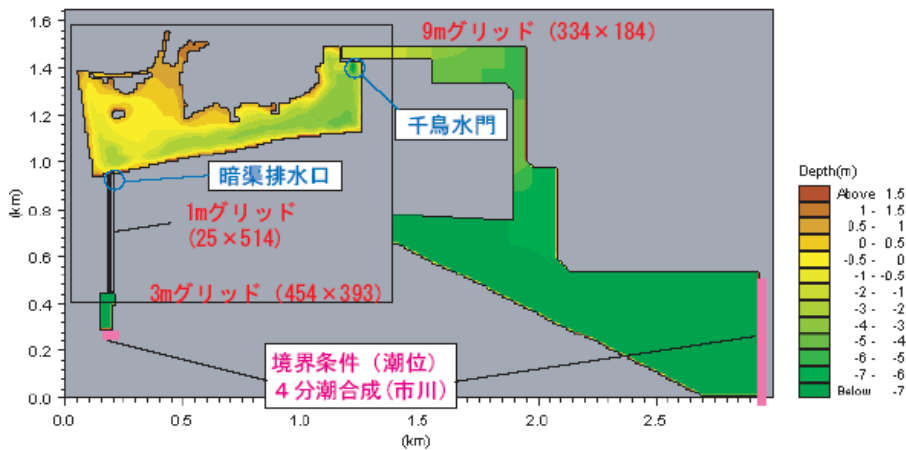 9mグリッド（334×184）
千鳥水門
暗渠排水口
1mグリッド
(25×514)
3mグリッド（454×393）
境界条件（潮位）
４分潮合成(市川)
1.6
1.4
1.2
1.0
0.8
0.6
0.4
0.2
0.0
(km)
0.0
0.5
1.0
1.5
2.0
2.5
(km)
Depth(m)
Above 1.5
1 - 1.5
0.5 - 1
0 - 0.5
-0.5 - 0
-1 - -0.5
-2 - -1
-3 - -2
-4 - -3
-5 - -4
-6 - -5
-7 - -6
Below -7